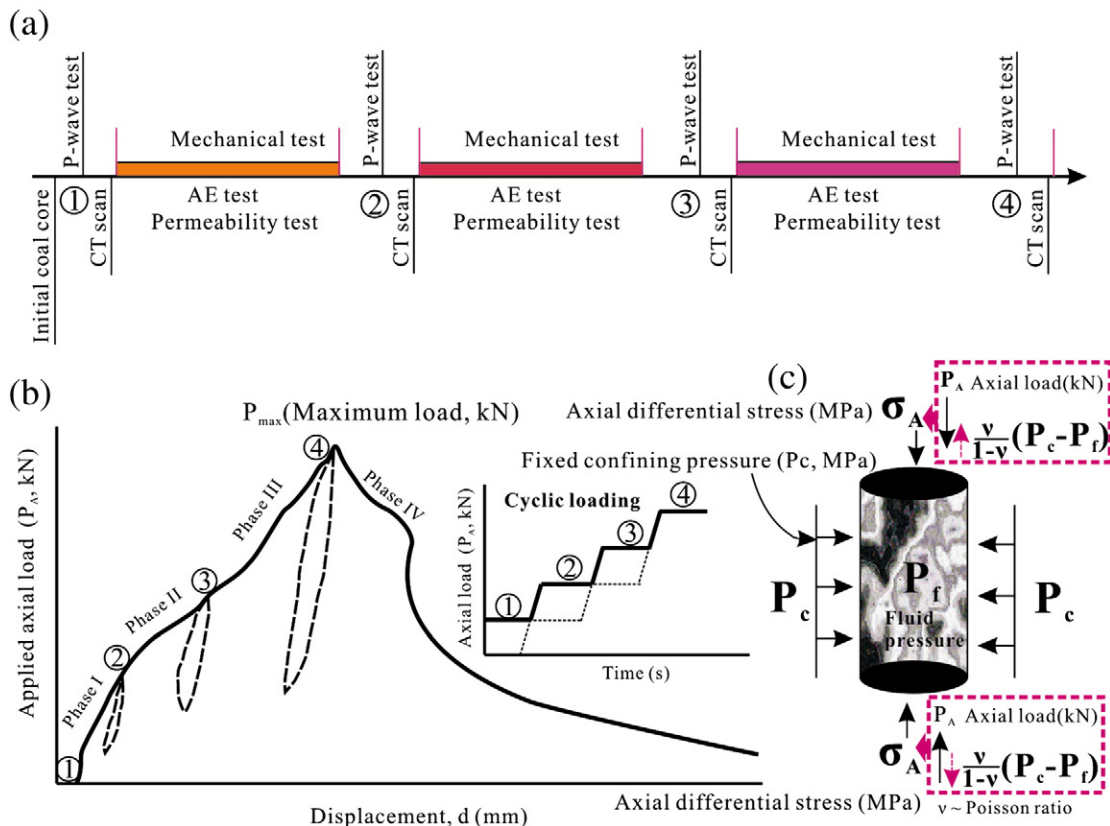 (a)
P-wave test
P-wave test
P-wave test
P-wave test
Mechanical test
Mechanical test
Mechanical test
①
②
③
④
AE test
Permeability test
AE test
Permeability test
AE test
Permeability test
Initial coal core
CT scan
CT scan
CT scan
CT scan
(b)
Pmax(Maximum load, kN)
Applied axial load (PA, kN)
①
②
③
④
Phase I
Phase II
Phase III
Phase IV
Displacement, d (mm)
Cyclic loading
Axial load (PA, kN)
①
②
③
④
Time (s)
(c)
PA Axial load(kN)
Axial differential stress (MPa)
σA
ν/1-ν(Pc-Pf)
Fixed confining pressure (Pc, MPa)
Pc
Pf
Fluid
pressure
Pc
PA Axial load(kN)
σA
ν/1-ν(Pc-Pf)
Axial differential stress (MPa)
ν ~ Poisson ratio